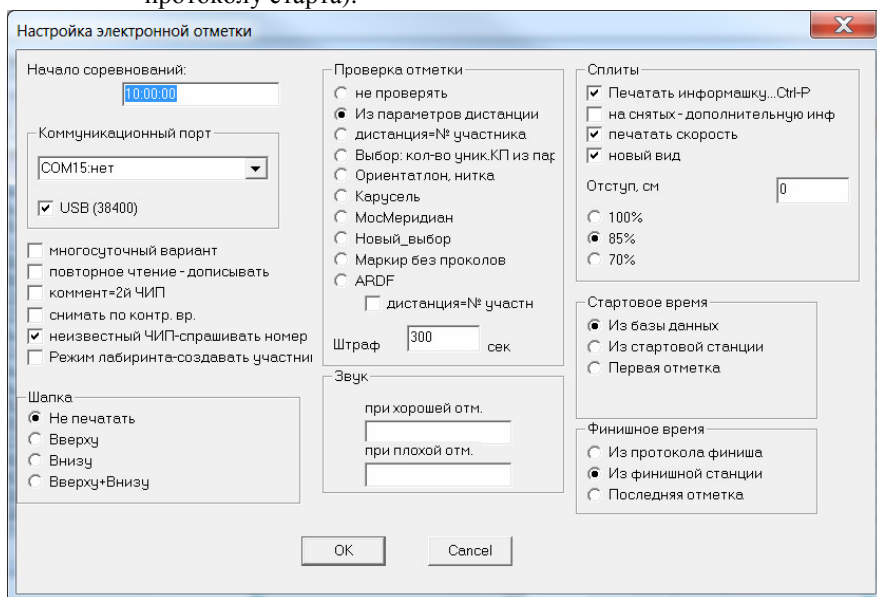 протоколу старта).
Настройка электронной отметки
X
Начало соревнований:
10:00:00
Коммуникационный порт
COM15:нет
USB (38400)
многосуточный вариант
повторное чтение - дописывать
коммент=2й ЧИП
снимать по контр. вр.
неизвестный ЧИП-спрашивать номер
Режим лабиринта-создавать участни
Шапка
Не печатать
Вверху
Внизу
Вверху+Внизу
Проверка отметки
не проверять
Из параметров дистанции
дистанция=№ участника
Выбор: кол-во уник.КП из пар
Ориентатлон, нитка
Карусель
МосМеридиан
Новый_выбор
Маркир без проколов
ARDF
дистанция=№ участн
Штраф
300
сек
Звук
при хорошей отм.
при плохой отм.
Сплиты
Печатать информашку...Ctrl-P
на снятых - дополнительную инф
печатать скорость
новый вид
Отступ, см
0
100%
85%
70%
Стартовое время
Из базы данных
Из стартовой станции
Первая отметка
Финишное время
Из протокола финиша
Из финишной станции
Последняя отметка
OK
Cancel